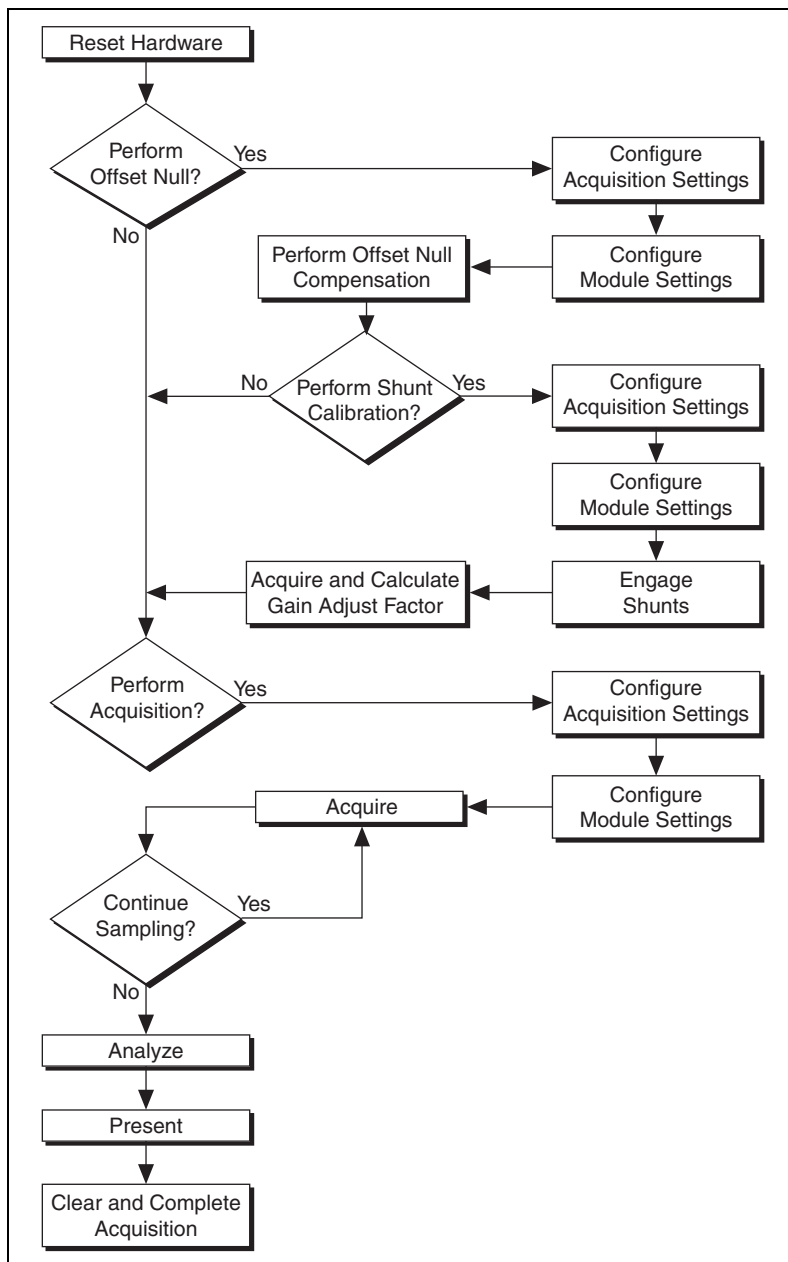 Reset Hardware
Perform
Offset Null?
Yes
No
Configure
Acquisition Settings
Configure
Module Settings
Perform Offset Null
Compensation
Perform Shunt
Calibration?
No
Yes
Configure
Acquisition Settings
Configure
Module Settings
Engage
Shunts
Acquire and Calculate
Gain Adjust Factor
Perform
Acquisition?
Yes
Configure
Acquisition Settings
Configure
Module Settings
Acquire
Continue
Sampling?
Yes
No
Analyze
Present
Clear and Complete
Acquisition